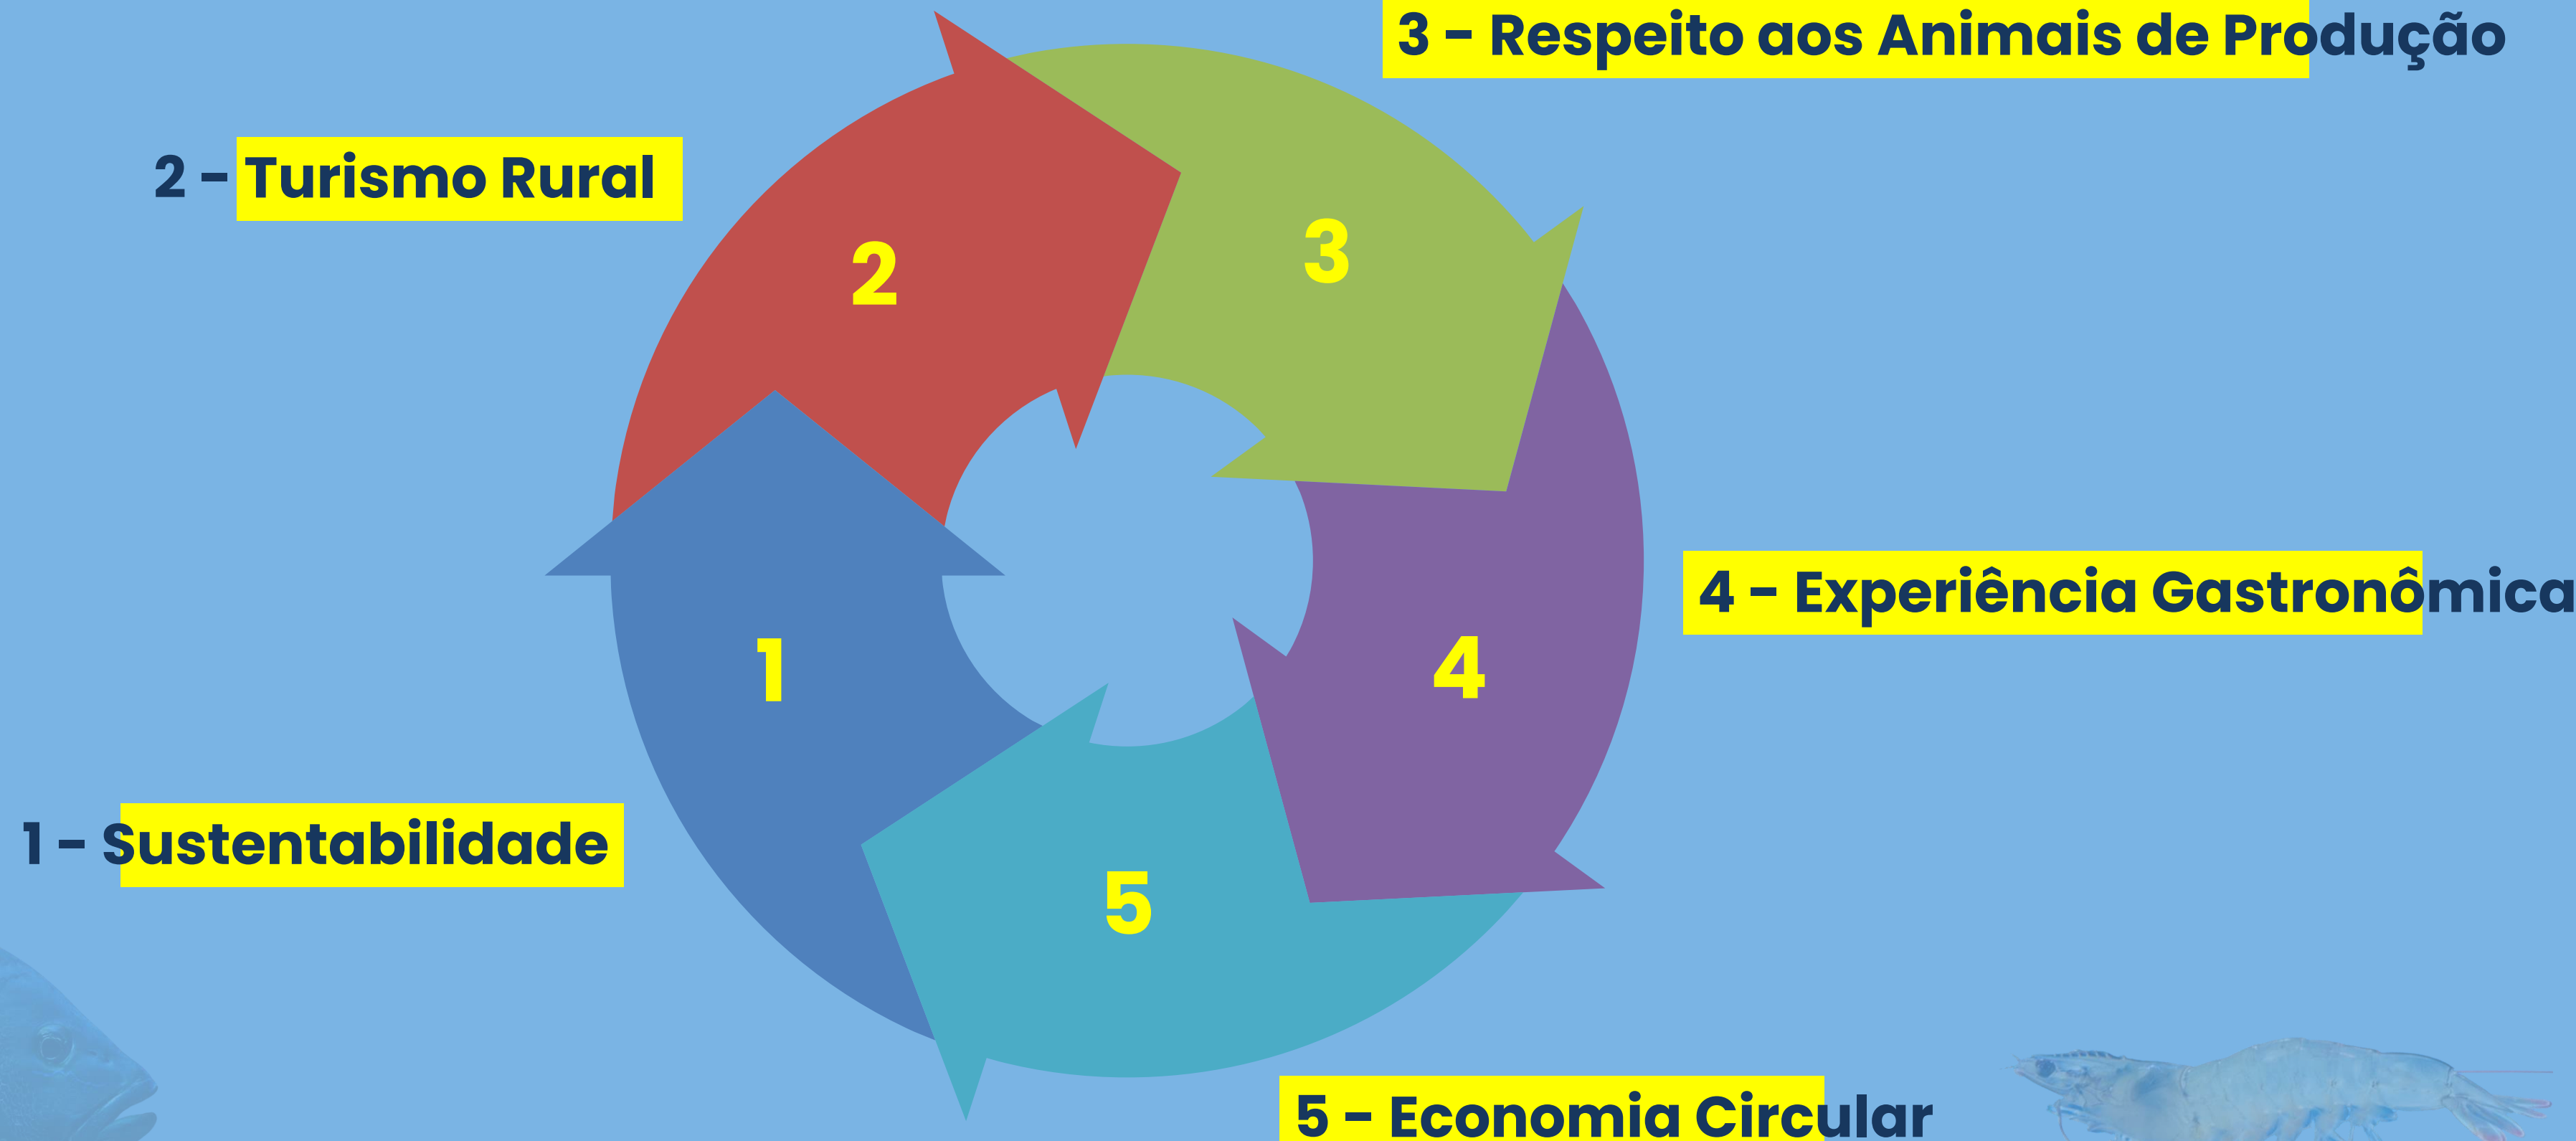 3 - Respeito aos Animais de Produção
2 - Turismo Rural
3
2
4 - Experiência Gastronômica
1
4
1 - Sustentabilidade
5
5 - Economia Circular